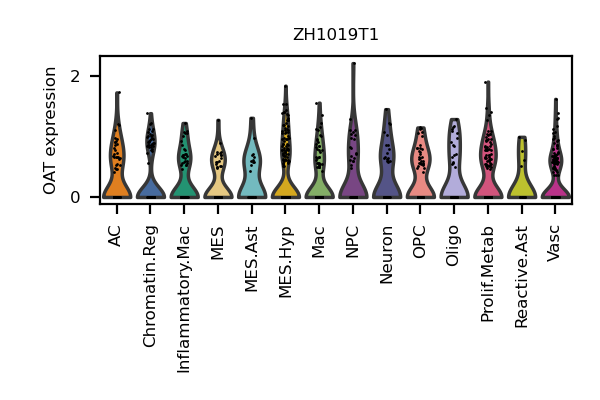 ZH1019T1
OAT expression
2
0
AC
Chromatin.Reg
Inflammatory.Mac
MES
MES.Ast
MES.Hyp
Mac
NPC
Neuron
OPC
Oligo
Prolif.Metab
Reactive.Ast
Vasc